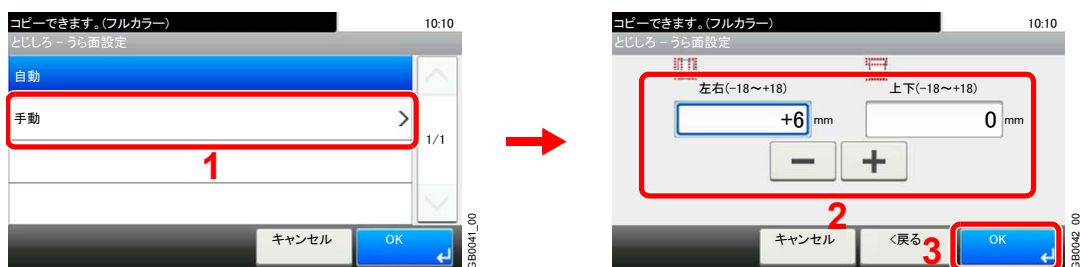 コピーできます。(フルカラー)
10:10
とじしろ - うら面設定
自動
手動
1/1
1
キャンセル
OK
GB0041_00
コピーできます。(フルカラー)
10:10
とじしろ - うら面設定
左右(-18～+18)
上下(-18～+18)
+6 mm
0 mm
2
キャンセル
<戻る
3
OK
GB0042_00